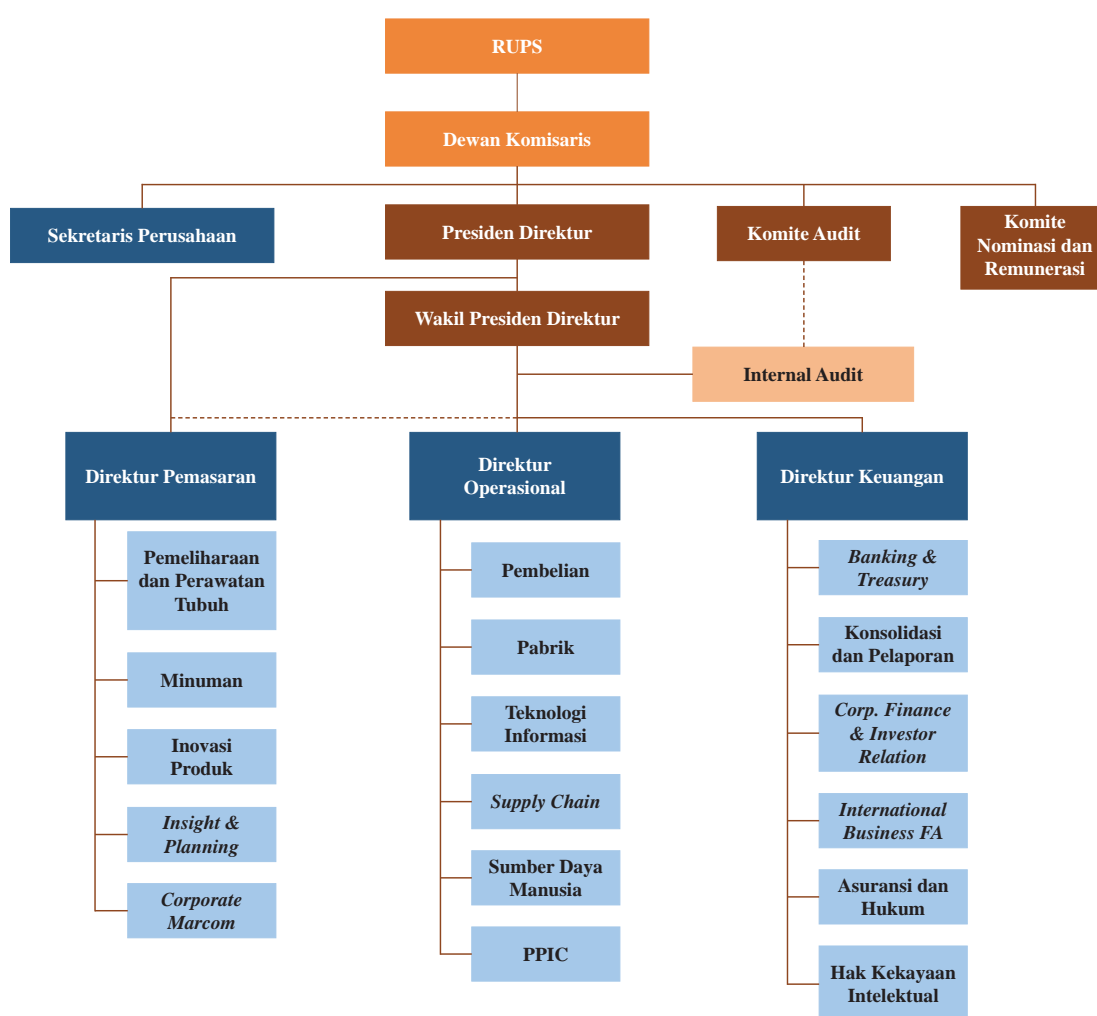 RUPS
Dewan Komisaris
Sekretaris Perusahaan
Presiden Direktur
Komite Audit
Komite
Nominasi dan
Remunerasi
Wakil Presiden Direktur
Internal Audit
Direktur Pemasaran
Direktur
Operasional
Direktur Keuangan
Pemeliharaan
dan Perawatan
Tubuh
Minuman
Inovasi
Produk
Insight &
Planning
Corporate
Marcom
Pembelian
Pabrik
Teknologi
Informasi
Supply Chain
Sumber Daya
Manusia
PPIC
Banking &
Treasury
Konsolidasi
dan Pelaporan
Corp. Finance
& Investor
Relation
International
Business FA
Asuransi dan
Hukum
Hak Kekayaan
Intelektual